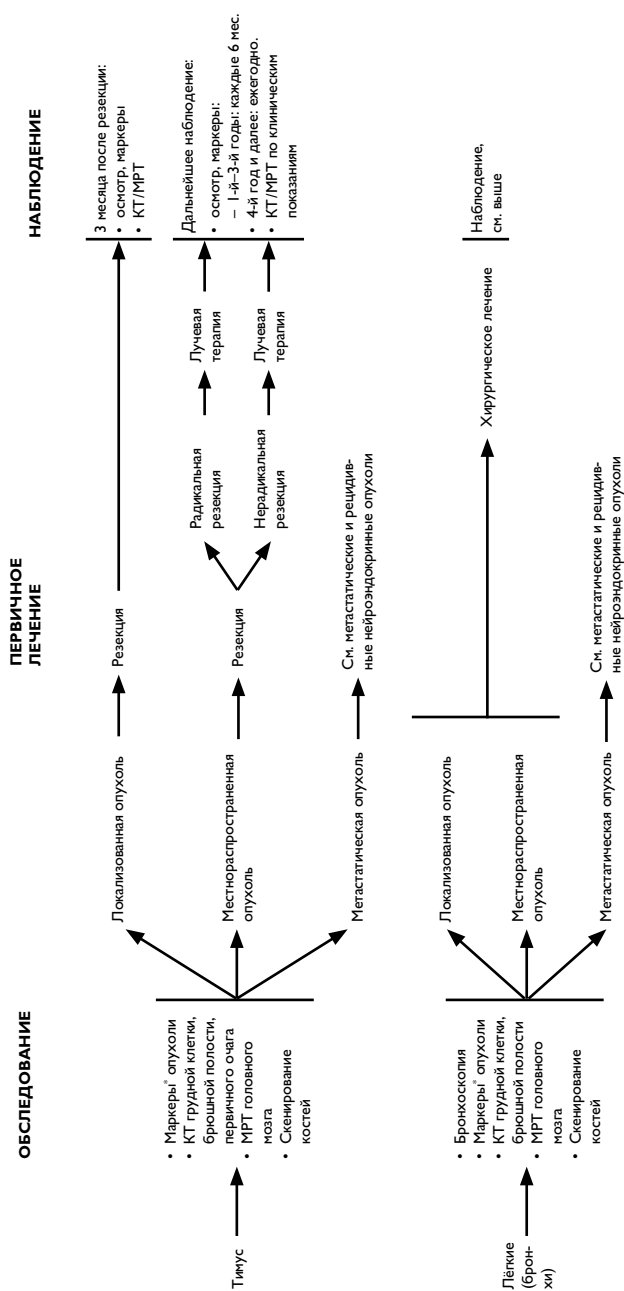 ОБСЛЕДОВАНИЕ
ПЕРВИЧНОЕ
ЛЕЧЕНИЕ
НАБЛЮДЕНИЕ
Тимус
• Маркеры* опухоли
• КТ грудной клетки,
брюшной полости,
первичного очага
• МРТ головного
мозга
• Скенирование
костей
Локализованная опухоль
Резекция
3 месяца после резекции:
• осмотр, маркеры
• КТ/МРТ
Местнораспространенная
опухоль
Резекция
Радикальная
резекция
Лучевая
терапия
Нерадикальная
резекция
Лучевая
терапия
Дальнейшее наблюдение:
• осмотр, маркеры:
– 1-й–3-й годы: каждые 6 мес.
• 4-й год и далее: ежегодно.
• КТ/МРТ по клиническим
показаниям
Метастатическая опухоль
См. метастатические и рецидив-
ные нейроэндокринные опухоли
Лёгкие
(брон-
хи)
• Бронхоскопия
• Маркеры* опухоли
• КТ грудной клетки,
брюшной полости
• МРТ головного
мозга
• Скенирование
костей
Локализованная опухоль
Местнораспространенная
опухоль
Хирургическое лечение
Наблюдение,
см. выше
Метастатическая опухоль
См. метастатические и рецидив-
ные нейроэндокринные опухоли